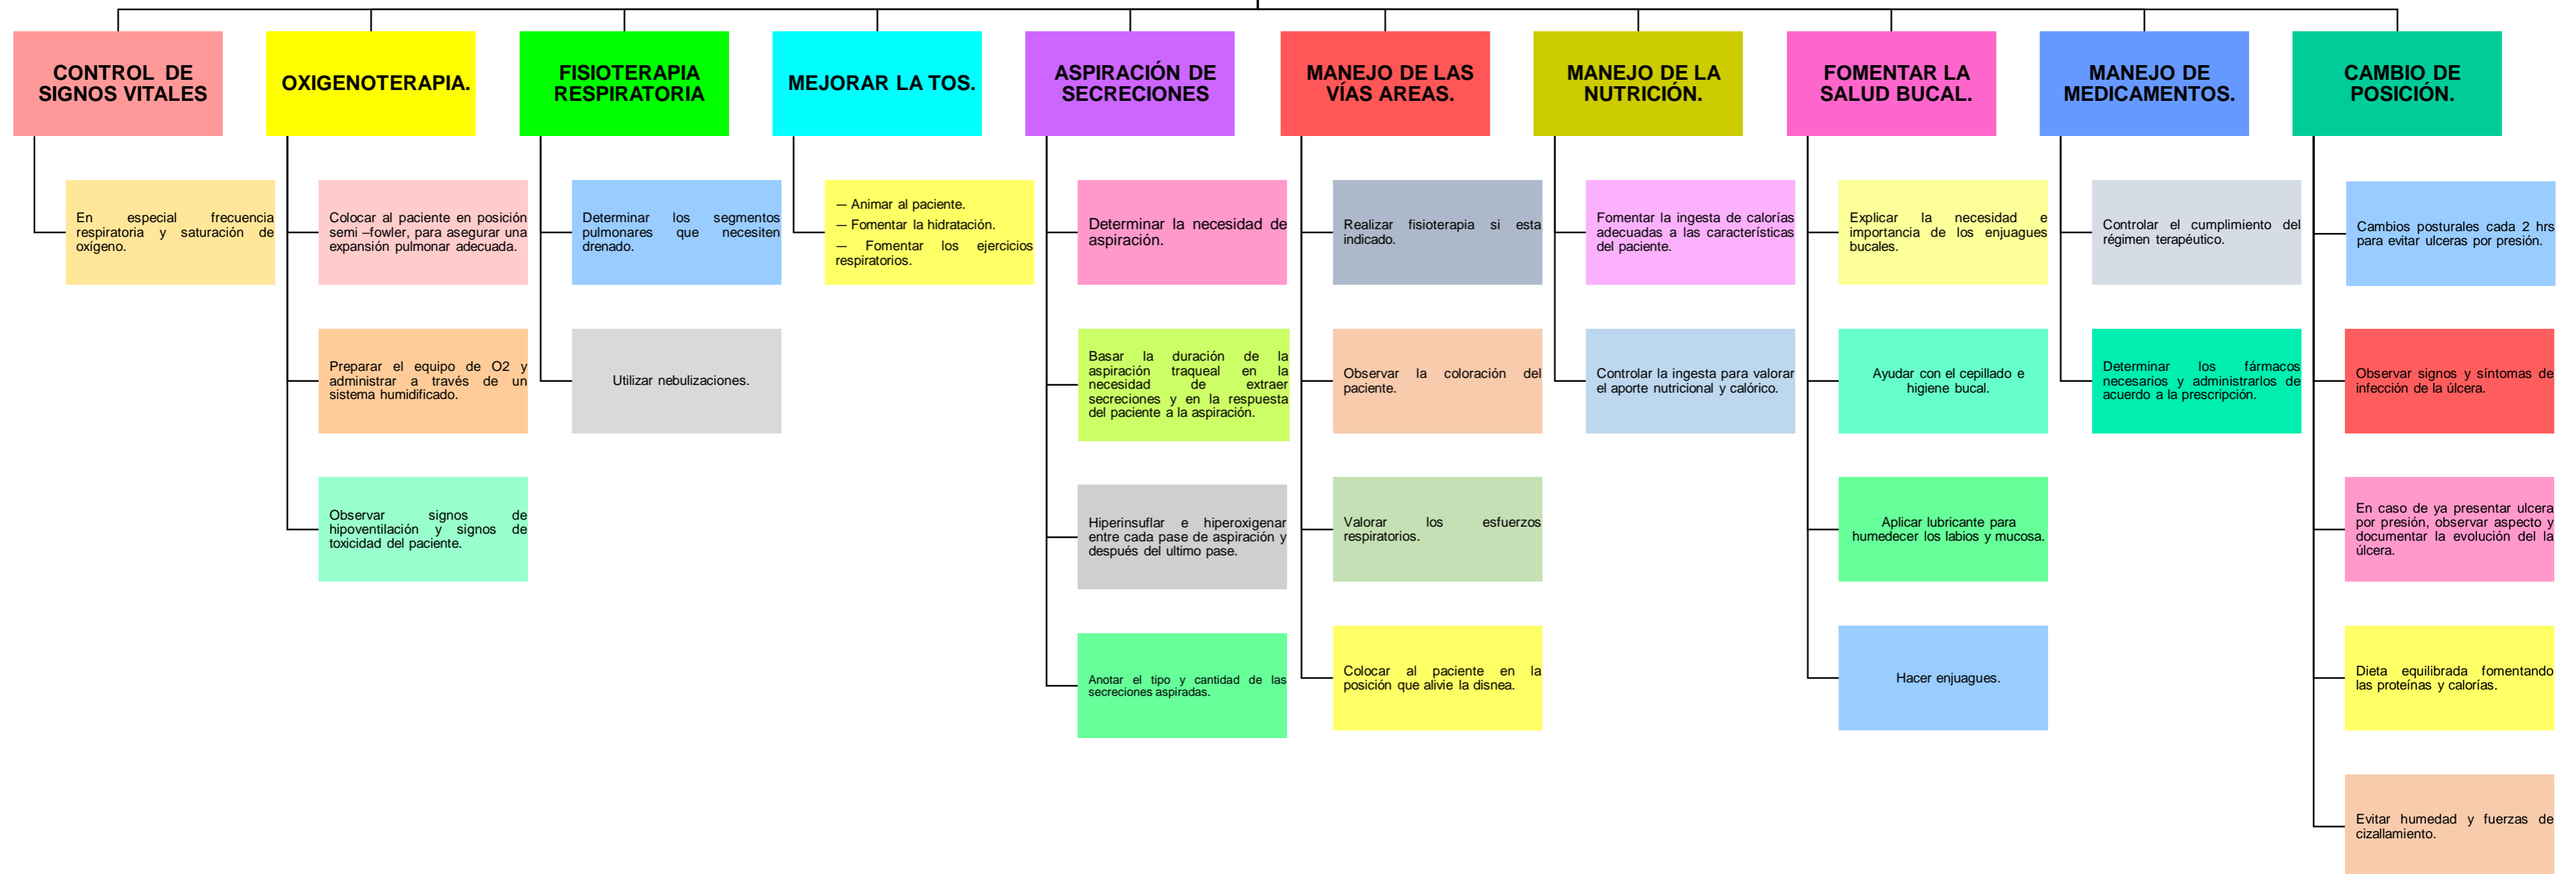 CONTROL DE
SIGNOS VITALES
En especial frecuencia
respiratoria y saturación de
oxígeno.
OXIGENOTERAPIA.
Colocar al paciente en posición
semi –fowler, para asegurar una
expansión pulmonar adecuada.
Preparar el equipo de O2 y
administrar a través de un
sistema humidificado.
Observar signos de
hipoventilación y signos de
toxicidad del paciente.
FISIOTERAPIA
RESPIRATORIA
Determinar los segmentos
pulmonares que necesiten
drenado.
Utilizar nebulizaciones.
MEJORAR LA TOS.
— Animar al paciente.
— Fomentar la hidratación.
— Fomentar los ejercicios
respiratorios.
ASPIRACIÓN DE
SECRECIONES
Determinar la necesidad de
aspiración.
Basar la duración de la
aspiración traqueal en la
necesidad de extraer
secreciones y en la respuesta
del paciente a la aspiración.
Hiperinsuflar e hiperoxigenar
entre cada pase de aspiración y
después del ultimo pase.
Anotar el tipo y cantidad de las
secreciones aspiradas.
MANEJO DE LAS
VÍAS AREAS.
Realizar fisioterapia si esta
indicado.
Observar la coloración del
paciente.
Valorar los esfuerzos
respiratorios.
Colocar al paciente en la
posición que alivie la disnea.
MANEJO DE LA
NUTRICIÓN.
Fomentar la ingesta de calorías
adecuadas a las características
del paciente.
Controlar la ingesta para valorar
el aporte nutricional y calórico.
FOMENTAR LA
SALUD BUCAL.
Explicar la necesidad e
importancia de los enjuagues
bucales.
Ayudar con el cepillado e
higiene bucal.
Aplicar lubricante para
humedecer los labios y mucosa.
Hacer enjuagues.
MANEJO DE
MEDICAMENTOS.
Controlar el cumplimiento del
régimen terapéutico.
Determinar los fármacos
necesarios y administrarlos de
acuerdo a la prescripción.
CAMBIO DE
POSICIÓN.
Cambios posturales cada 2 hrs
para evitar ulceras por presión.
Observar signos y síntomas de
infección de la úlcera.
En caso de ya presentar ulcera
por presión, observar aspecto y
documentar la evolución del la
úlcera.
Dieta equilibrada fomentando
las proteínas y calorías.
Evitar humedad y fuerzas de
cizallamiento.